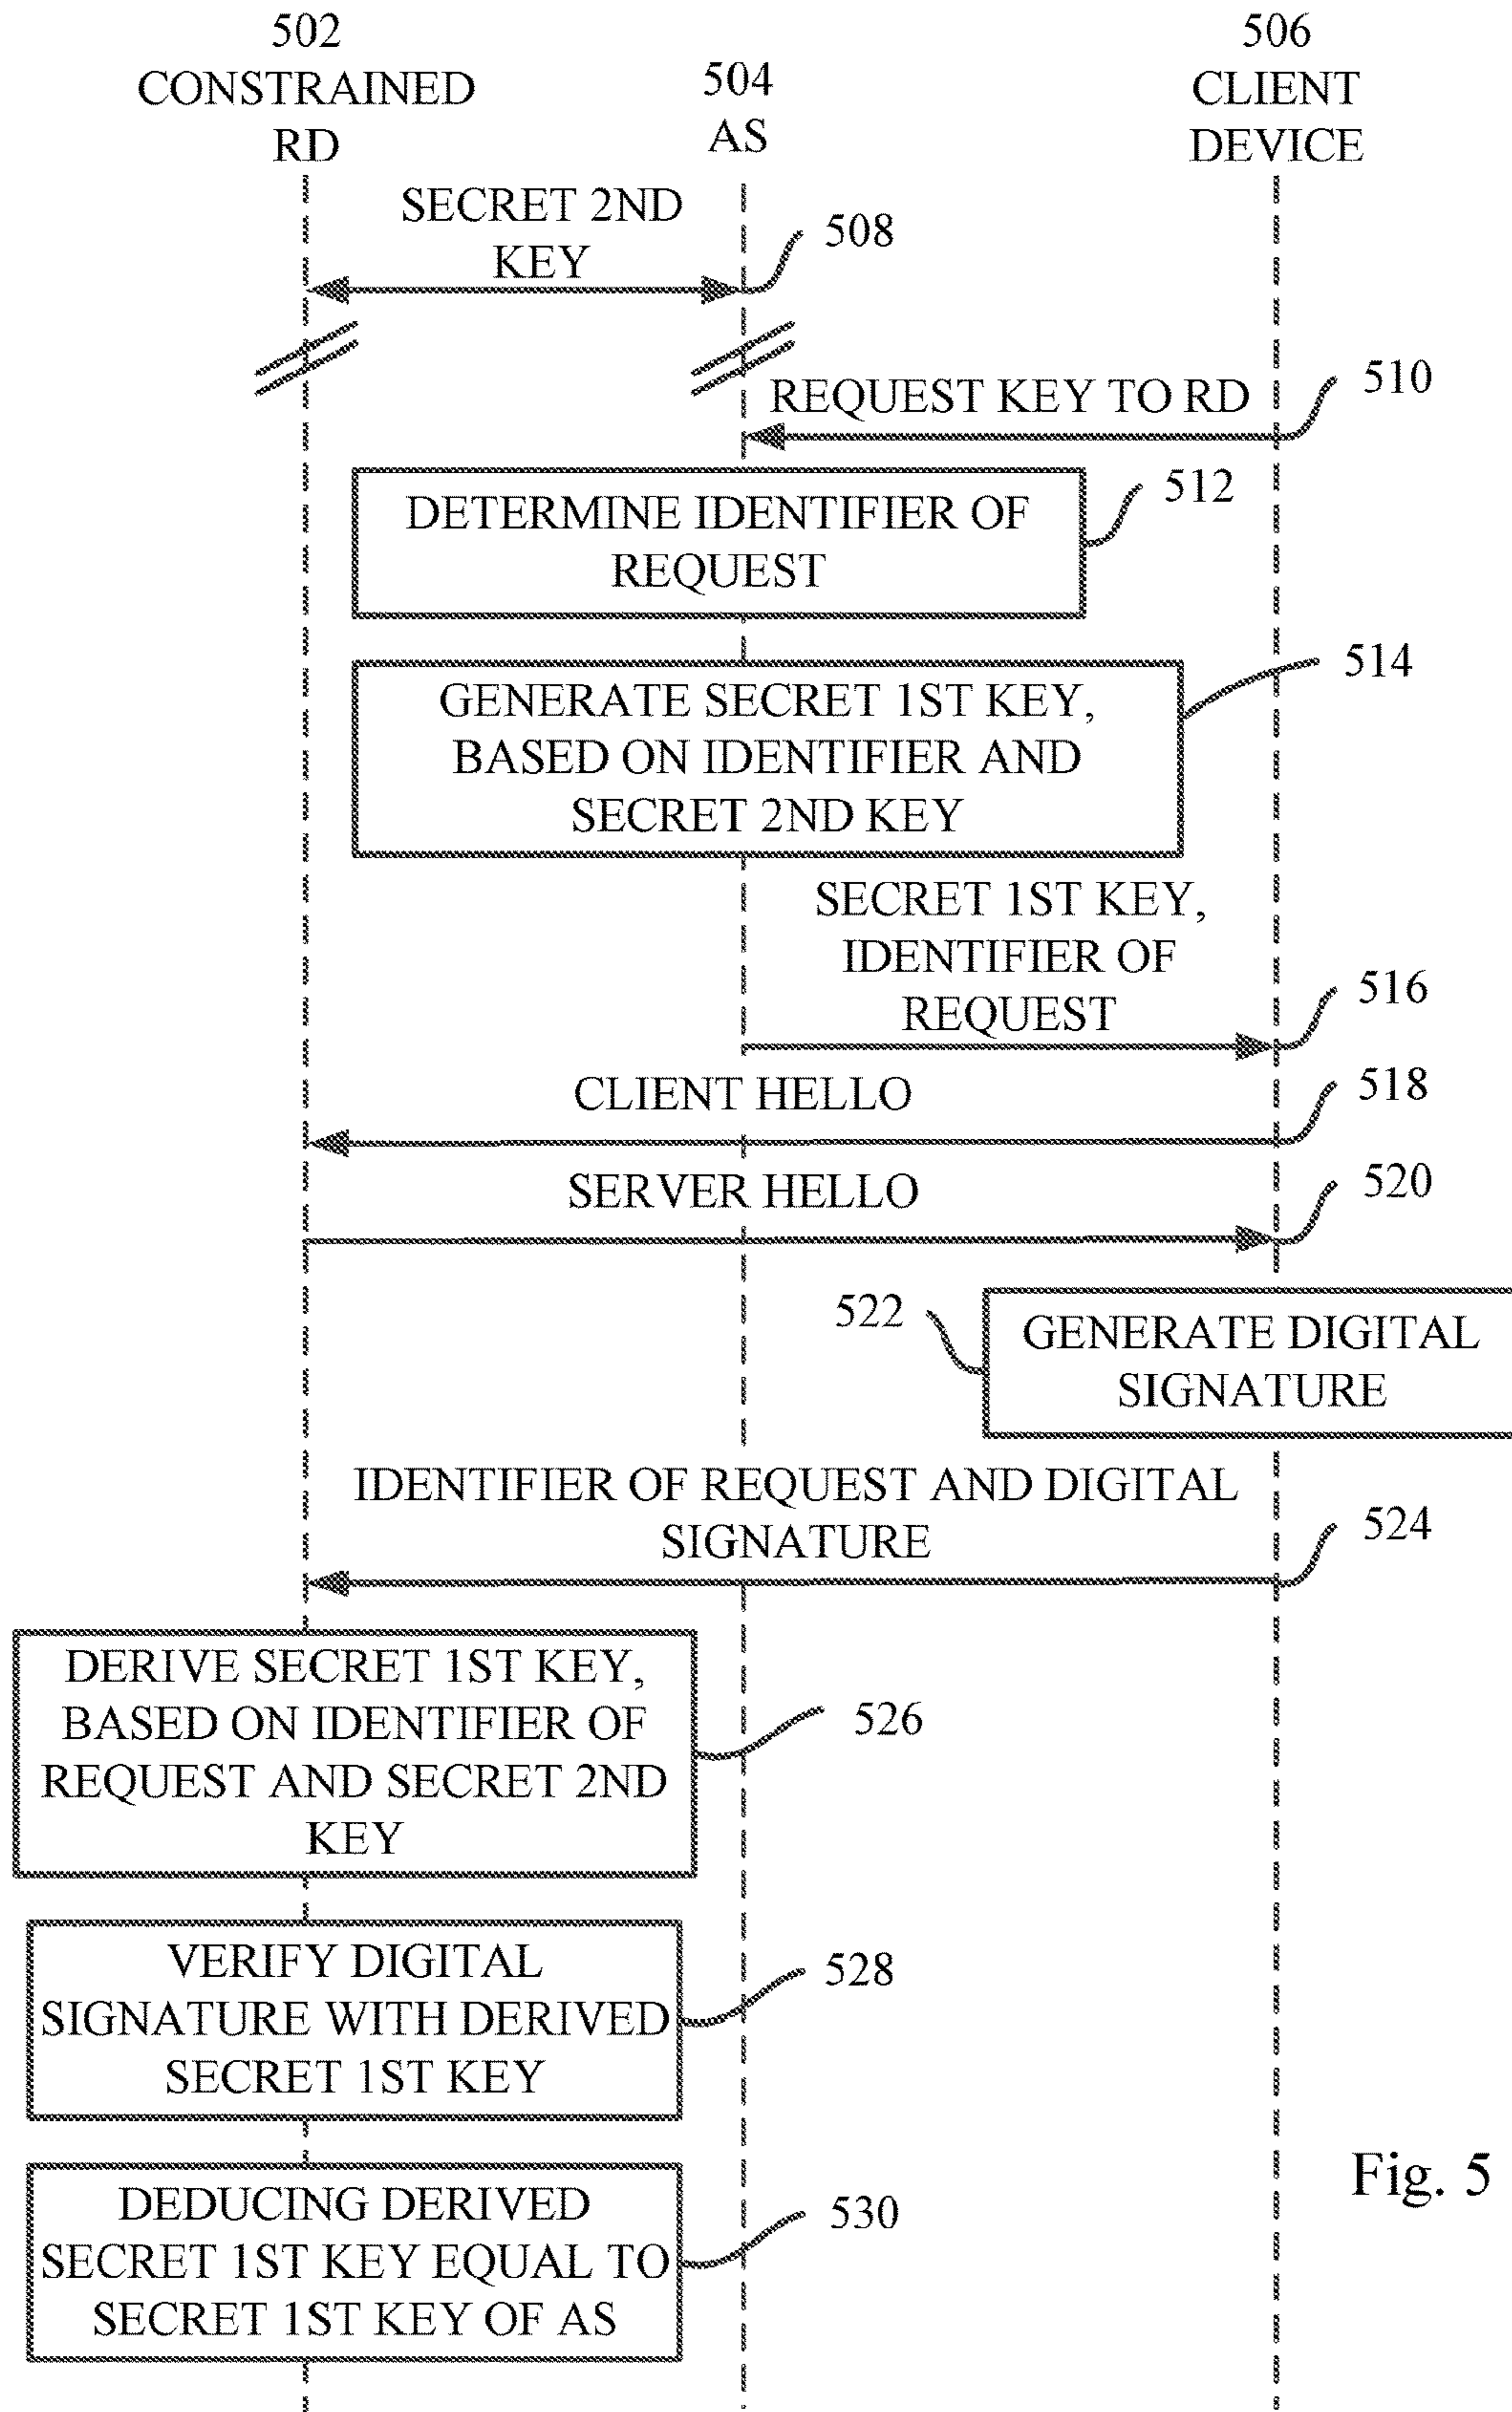 502
CONSTRAINED
RD
504
AS
506
CLIENT
DEVICE
SECRET 2ND
KEY
508
REQUEST KEY TO RD
510
DETERMINE IDENTIFIER OF
REQUEST
512
GENERATE SECRET 1ST KEY,
BASED ON IDENTIFIER AND
SECRET 2ND KEY
514
SECRET 1ST KEY,
IDENTIFIER OF
REQUEST
516
CLIENT HELLO
518
SERVER HELLO
520
522
GENERATE DIGITAL
SIGNATURE
IDENTIFIER OF REQUEST AND DIGITAL
SIGNATURE
524
DERIVE SECRET 1ST KEY,
BASED ON IDENTIFIER OF
REQUEST AND SECRET 2ND
KEY
526
VERIFY DIGITAL
SIGNATURE WITH DERIVED
SECRET 1ST KEY
528
DEDUCING DERIVED
SECRET 1ST KEY EQUAL TO
SECRET 1ST KEY OF AS
530
Fig. 5